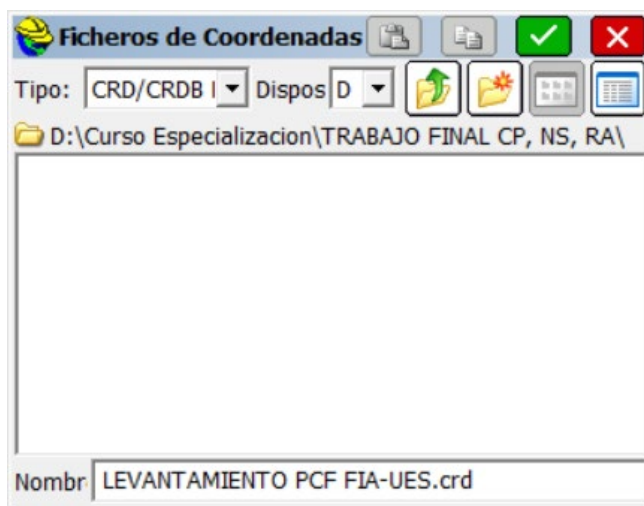 Ficheros de Coordenadas
Tipo: CRD/CRDB Dispos D
D:\Curso Especializacion\TRABAJO FINAL CP, NS, RA\
Nombr LEVANTAMIENTO PCF FIA-UES.crd